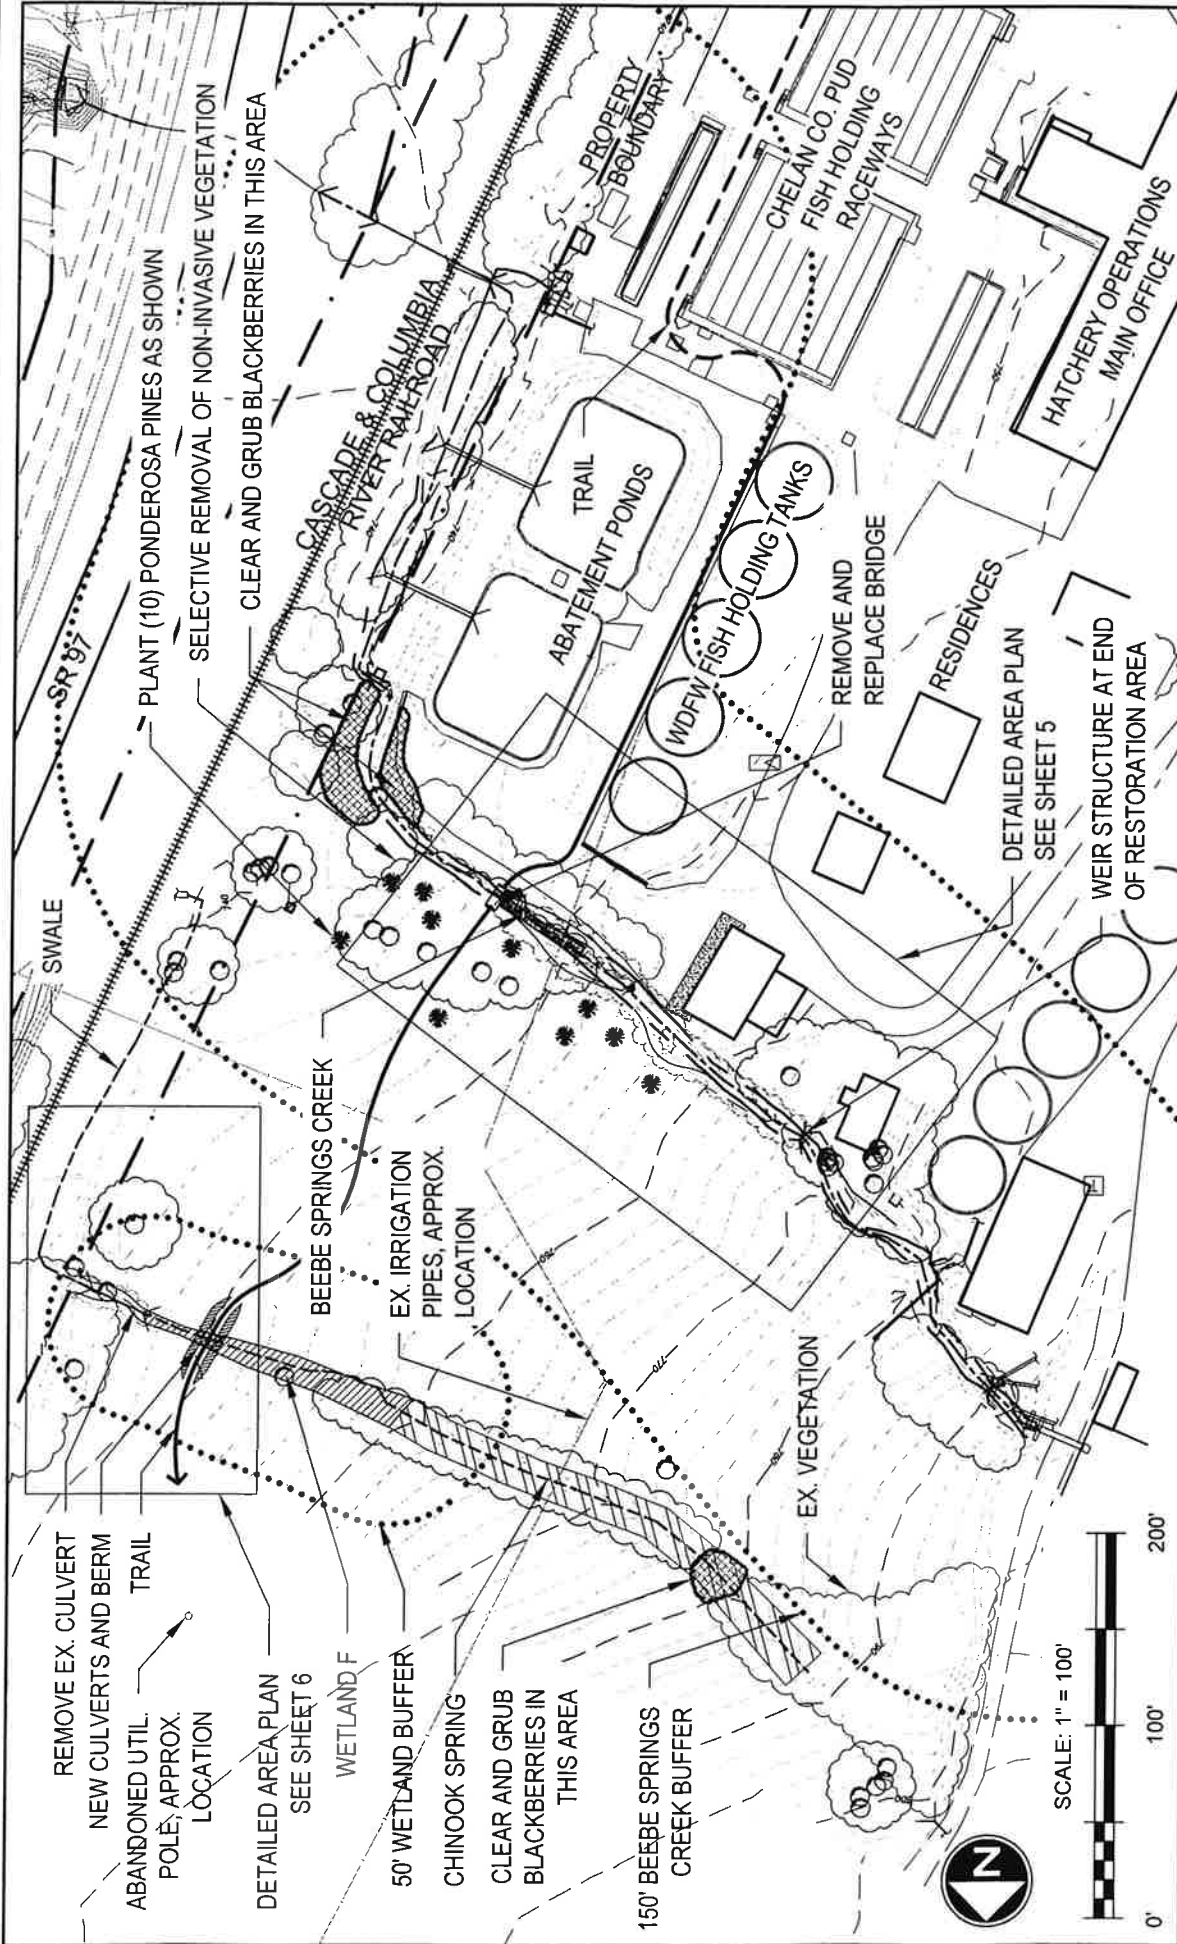 SR 97
PLANT (10) PONDEROSA PINES AS SHOWN
SELECTIVE REMOVAL OF NON-INVASIVE VEGETATION
CLEAR AND GRUB BLACKBERRIES IN THIS AREA
CASCADE & COLUMBIA
RIVER RAILROAD
PROPERTY
BOUNDARY
CHELAN CO. PUD
FISH HOLDING
RACEWAYS
HATCHERY OPERATIONS
MAIN OFFICE
SWALE
TRAIL
ABATEMENT PONDS
WDFW FISH HOLDING TANKS
REMOVE AND
REPLACE BRIDGE
RESIDENCES
DETAILED AREA PLAN
SEE SHEET 5
WEIR STRUCTURE AT END
OF RESTORATION AREA
BEEBE SPRINGS CREEK
EX. IRRIGATION
PIPES, APPROX.
LOCATION
EX. VEGETATION
REMOVE EX. CULVERT
NEW CULVERTS AND BERM
TRAIL
ABANDONED UTIL.
POLE, APPROX.
LOCATION
DETAILED AREA PLAN
SEE SHEET 6
WETLAND F
50' WETLAND BUFFER
CHINOOK SPRING
CLEAR AND GRUB
BLACKBERRIES IN
THIS AREA
150' BEEBE SPRINGS
CREEK BUFFER
770
N
SCALE: 1" = 100'
0'
100'
200'